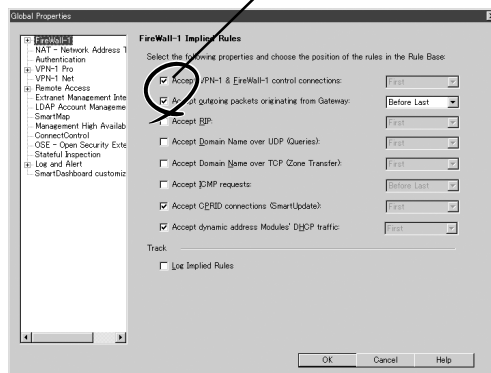 Global Properties
FireWall-1
NAT - Network Address T
Authentication
VPN-1 Pro
VPN-1 Net
Remote Access
Extranet Management Inte
LDAP Account Manageme
SmartMap
Management High Availab
ConnectControl
OSE - Open Security Exte
Stateful Inspection
Log and Alert
SmartDashboard customiz
FireWall-1 Implied Rules
Select the following properties and choose the position of the rules in the Rule Base:
Accept VPN-1 & FireWall-1 control connections: First
Accept outgoing packets originating from Gateway: Before Last
Accept RIP: First
Accept Domain Name over UDP (Queries): First
Accept Domain Name over TCP (Zone Transfer): First
Accept ICMP requests: Before Last
Accept CPRID connections (SmartUpdate): First
Accept dynamic address Modules' DHCP traffic: First
Track
Log Implied Rules
OK Cancel Help